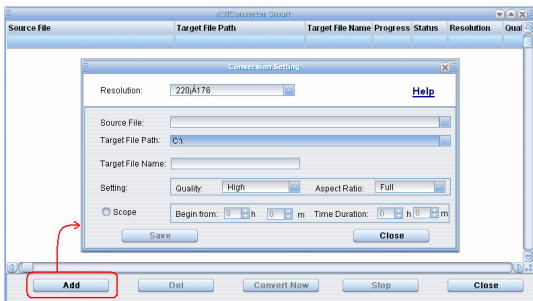 AVIConverter Smart
Source File Target File Path Target File Name Progress Status Resolution Qual
Conversion Setting
Resolution: 220¡Á176 Help
Source File:
Target File Path: C:\
Target File Name:
Setting: Quality: High Aspect Ratio: Full
Scope Begin from: 0 h 0 m Time Duration: 0 h 0 m
Save Close
Add Del Convert Now Stop Close